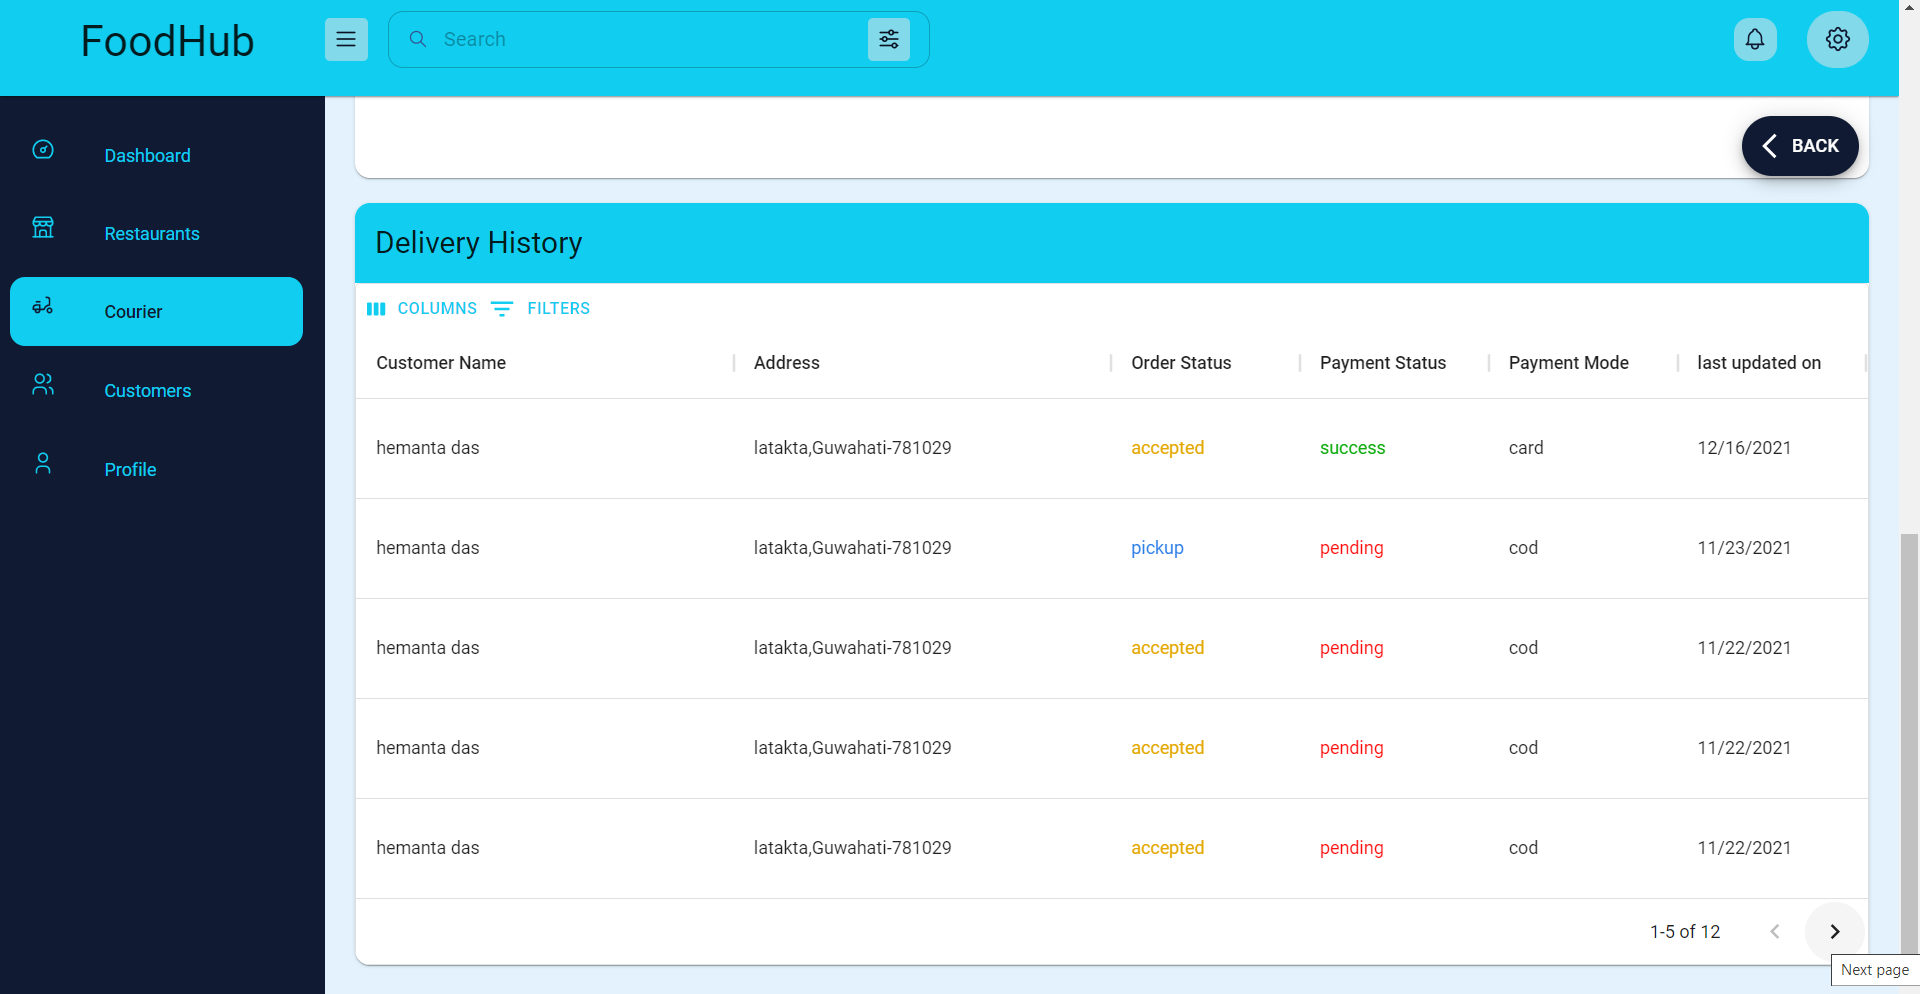 FoodHub
Search
Dashboard
Restaurants
Courier
Customers
Profile
BACK
Delivery History
COLUMNS FILTERS
Customer Name Address Order Status Payment Status Payment Mode last updated on
hemanta das latakta,Guwahati-781029 accepted success card 12/16/2021
hemanta das latakta,Guwahati-781029 pickup pending cod 11/23/2021
hemanta das latakta,Guwahati-781029 accepted pending cod 11/22/2021
hemanta das latakta,Guwahati-781029 accepted pending cod 11/22/2021
hemanta das latakta,Guwahati-781029 accepted pending cod 11/22/2021
1-5 of 12
Next page